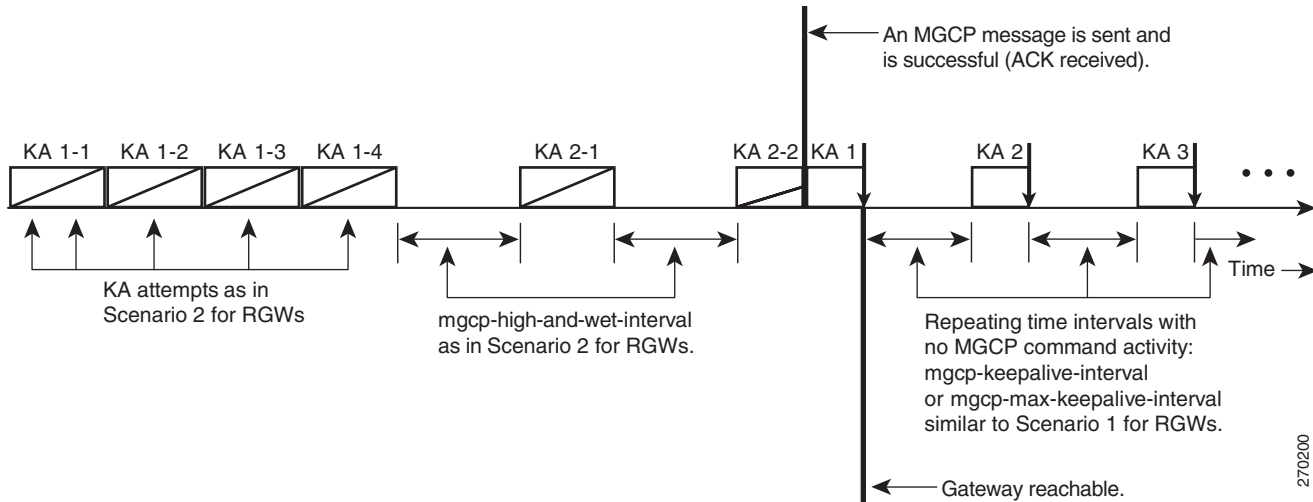 An MGCP message is sent and
is successful (ACK received).
KA 1-1 KA 1-2 KA 1-3 KA 1-4 KA 2-1 KA 2-2 KA 1 KA 2 KA 3
Time
KA attempts as in
Scenario 2 for RGWs
mgcp-high-and-wet-interval
as in Scenario 2 for RGWs.
Repeating time intervals with
no MGCP command activity:
mgcp-keepalive-interval
or mgcp-max-keepalive-interval
similar to Scenario 1 for RGWs.
Gateway reachable.
270200